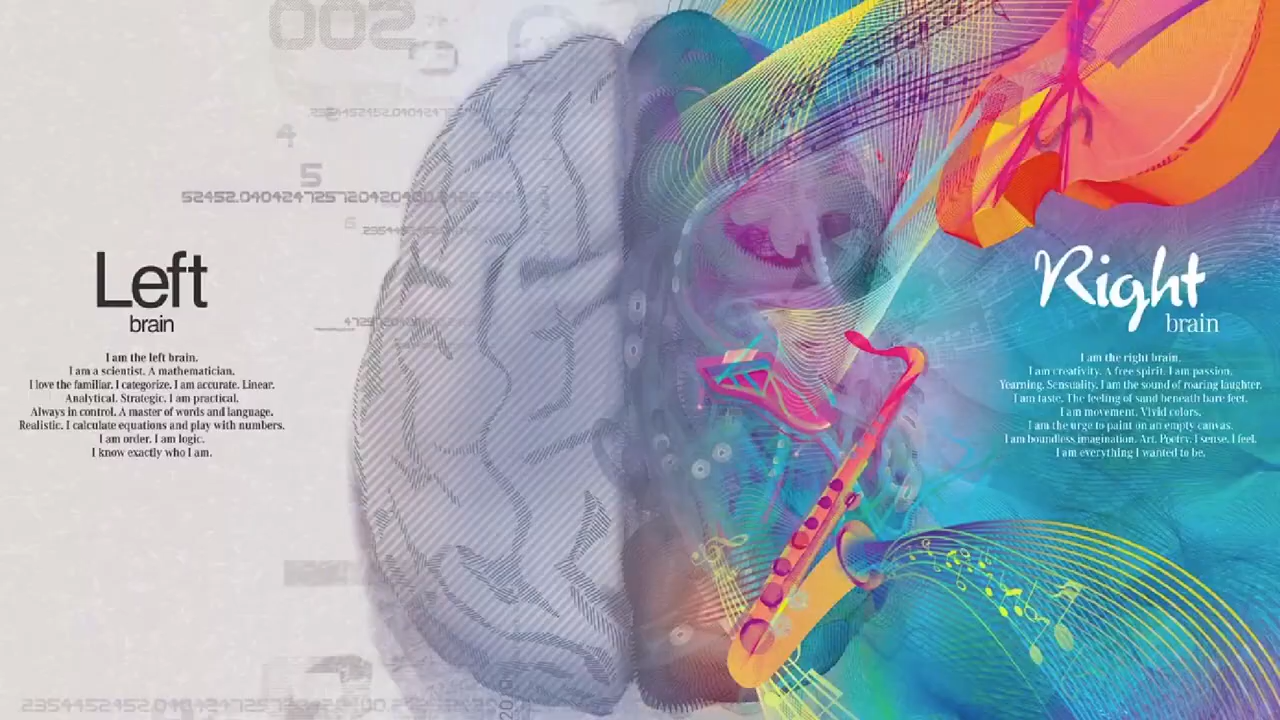 002
4
5
52452.04042472572042040
Left
brain
I am the left brain.
I am a scientist. A mathematician.
I love the familiar. I categorize. I am accurate. Linear.
Analytical. Strategic. I am practical.
Always in control. A master of words and language.
Realistic. I calculate equations and play with numbers.
I am order. I am logic.
I know exactly who I am.
Right
brain
I am the right brain.
I am creativity. A free spirit. I am passion.
Yearning. Sensuality. I am the sound of roaring laughter.
I am taste. The feeling of sand beneath bare feet.
I am movement. Vivid colors.
I am the urge to paint on an empty canvas.
I am boundless imagination. Art. Poetry. I sense. I feel.
I am everything I wanted to be.